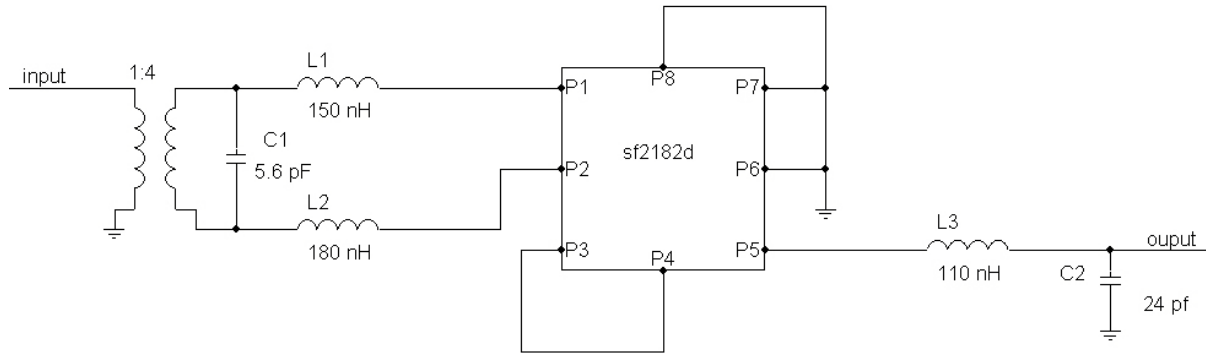 input
1:4
L1
150 nH
C1
5.6 pF
L2
180 nH
P1
P2
P3
P4
P5
P6
P7
P8
sf2182d
L3
110 nH
C2
24 pf
ouput